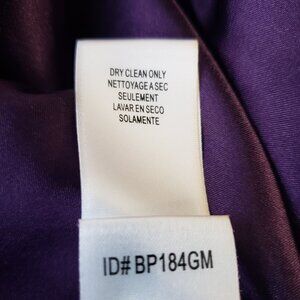 DRY CLEAN ONLY
NETTOYAGE A SEC
SEULEMENT
LAVAR EN SECO
SOLAMENTE
ID# BP184GM